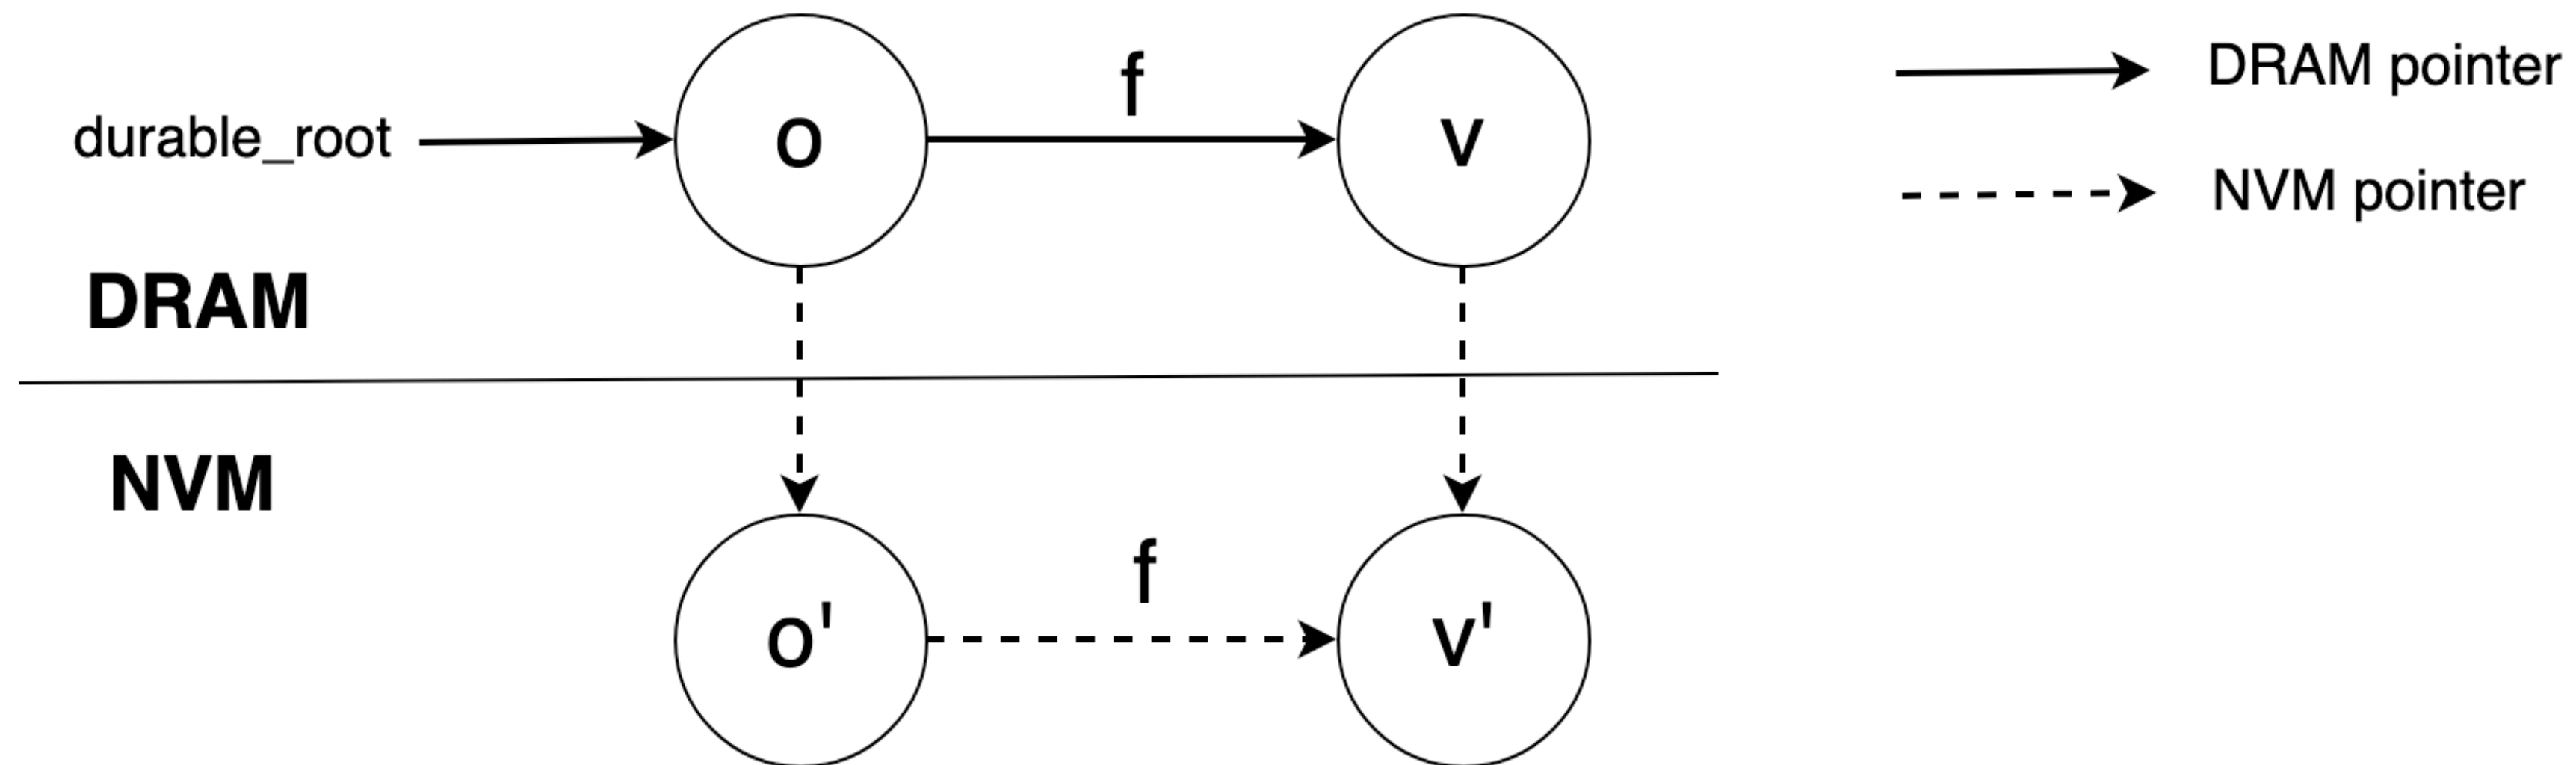 durable_root
o
f
v
DRAM pointer
NVM pointer
DRAM
NVM
o'
f
v'